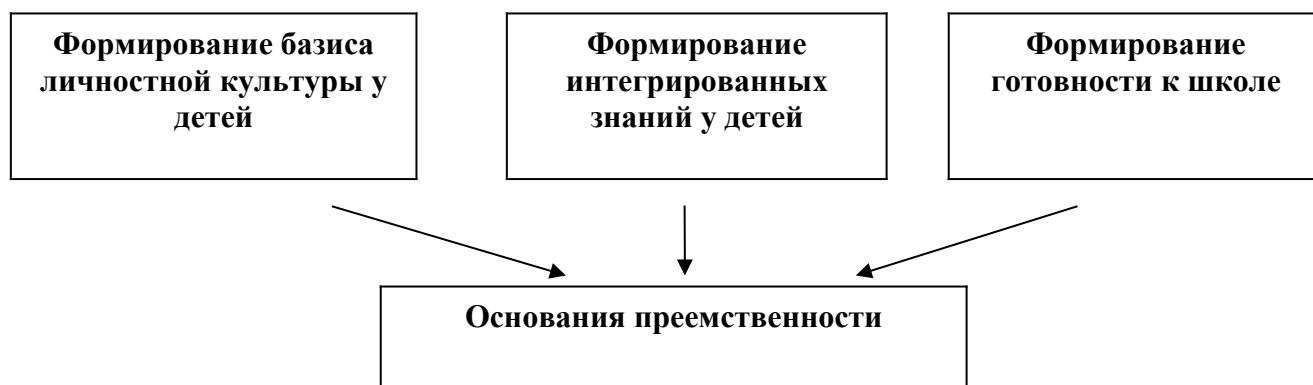 Формирование базиса
личностной культуры у
детей
Формирование
интегрированных
знаний у детей
Формирование
готовности к школе
Основания преемственности